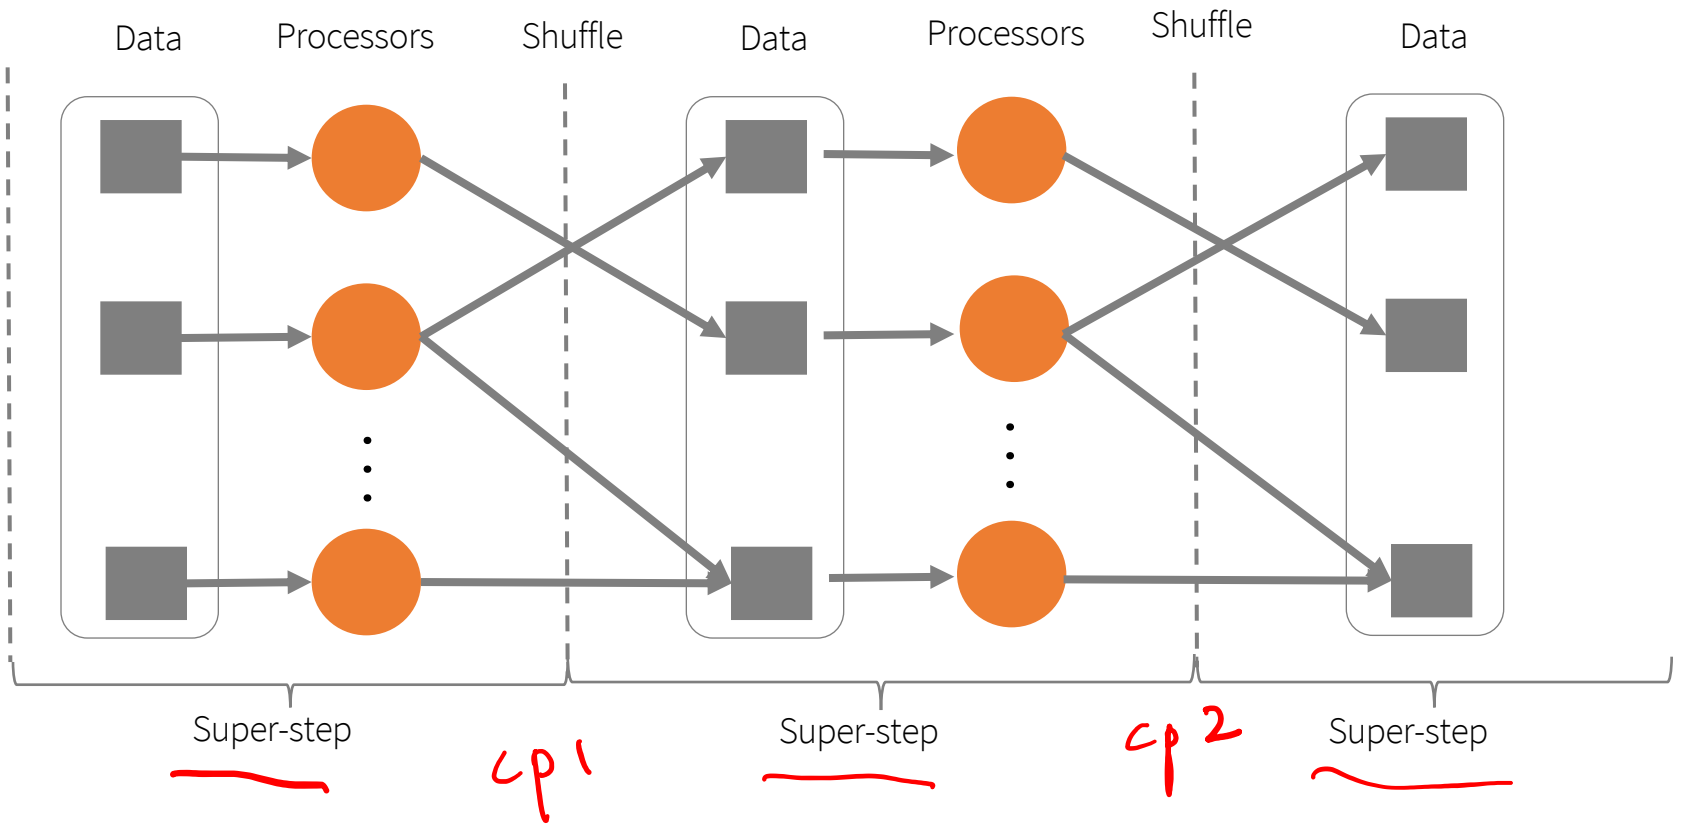 Data Processors Shuffle Data Processors Shuffle Data
Super-step Super-step Super-step
cp1 cp2